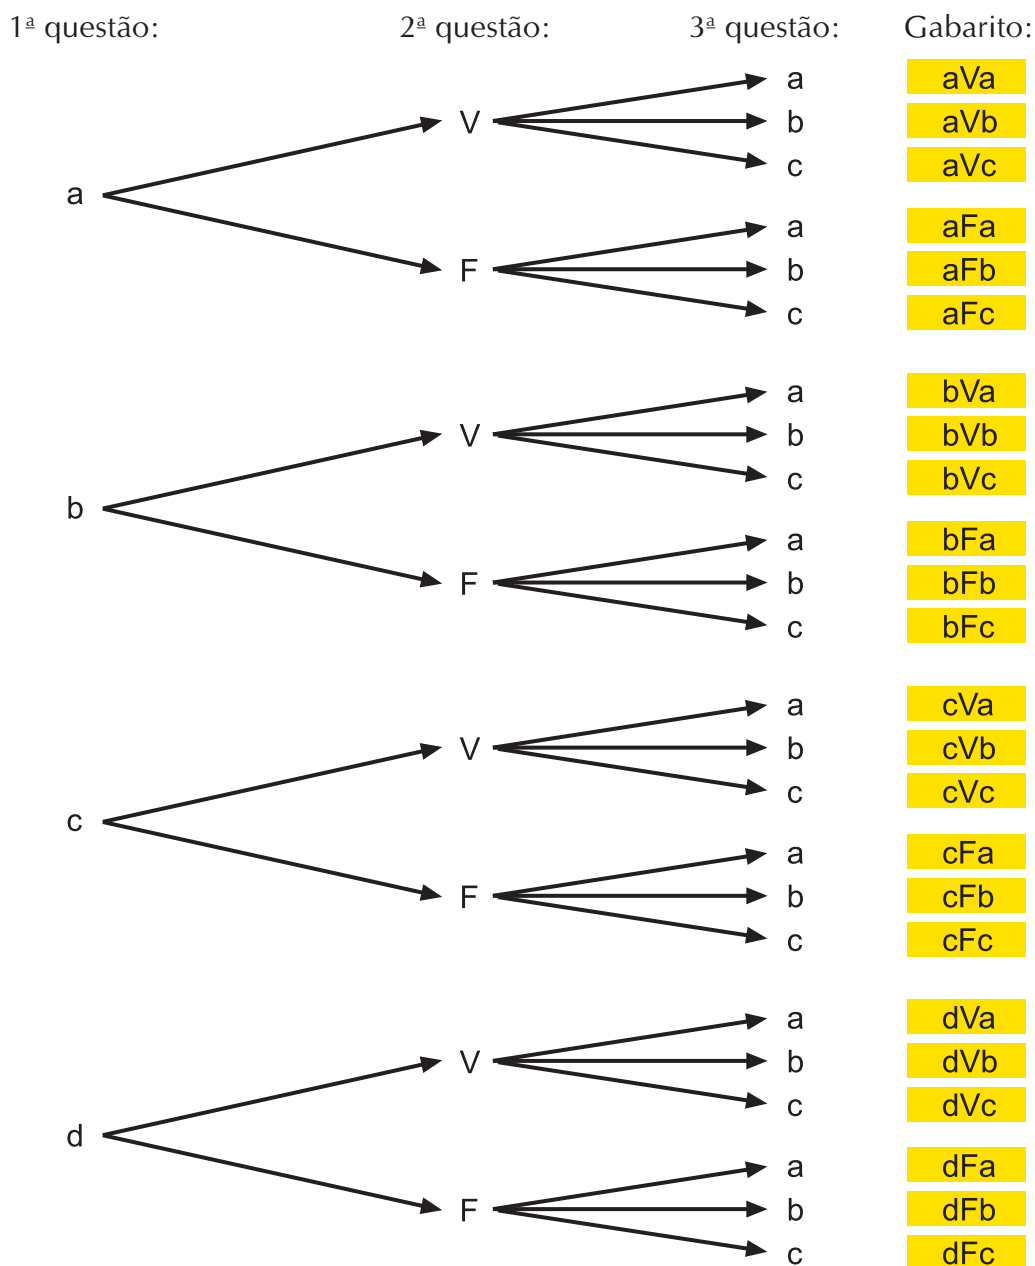 1ª questão: 2ª questão: 3ª questão: Gabarito:
a aVa
V b aVb
c aVc
a
a aFa
F b aFb
c aFc
a bVa
V b bVb
c bVc
b
a bFa
F b bFb
c bFc
a cVa
V b cVb
c cVc
c
a cFa
F b cFb
c cFc
a dVa
V b dVb
c dVc
d
a dFa
F b dFb
c dFc